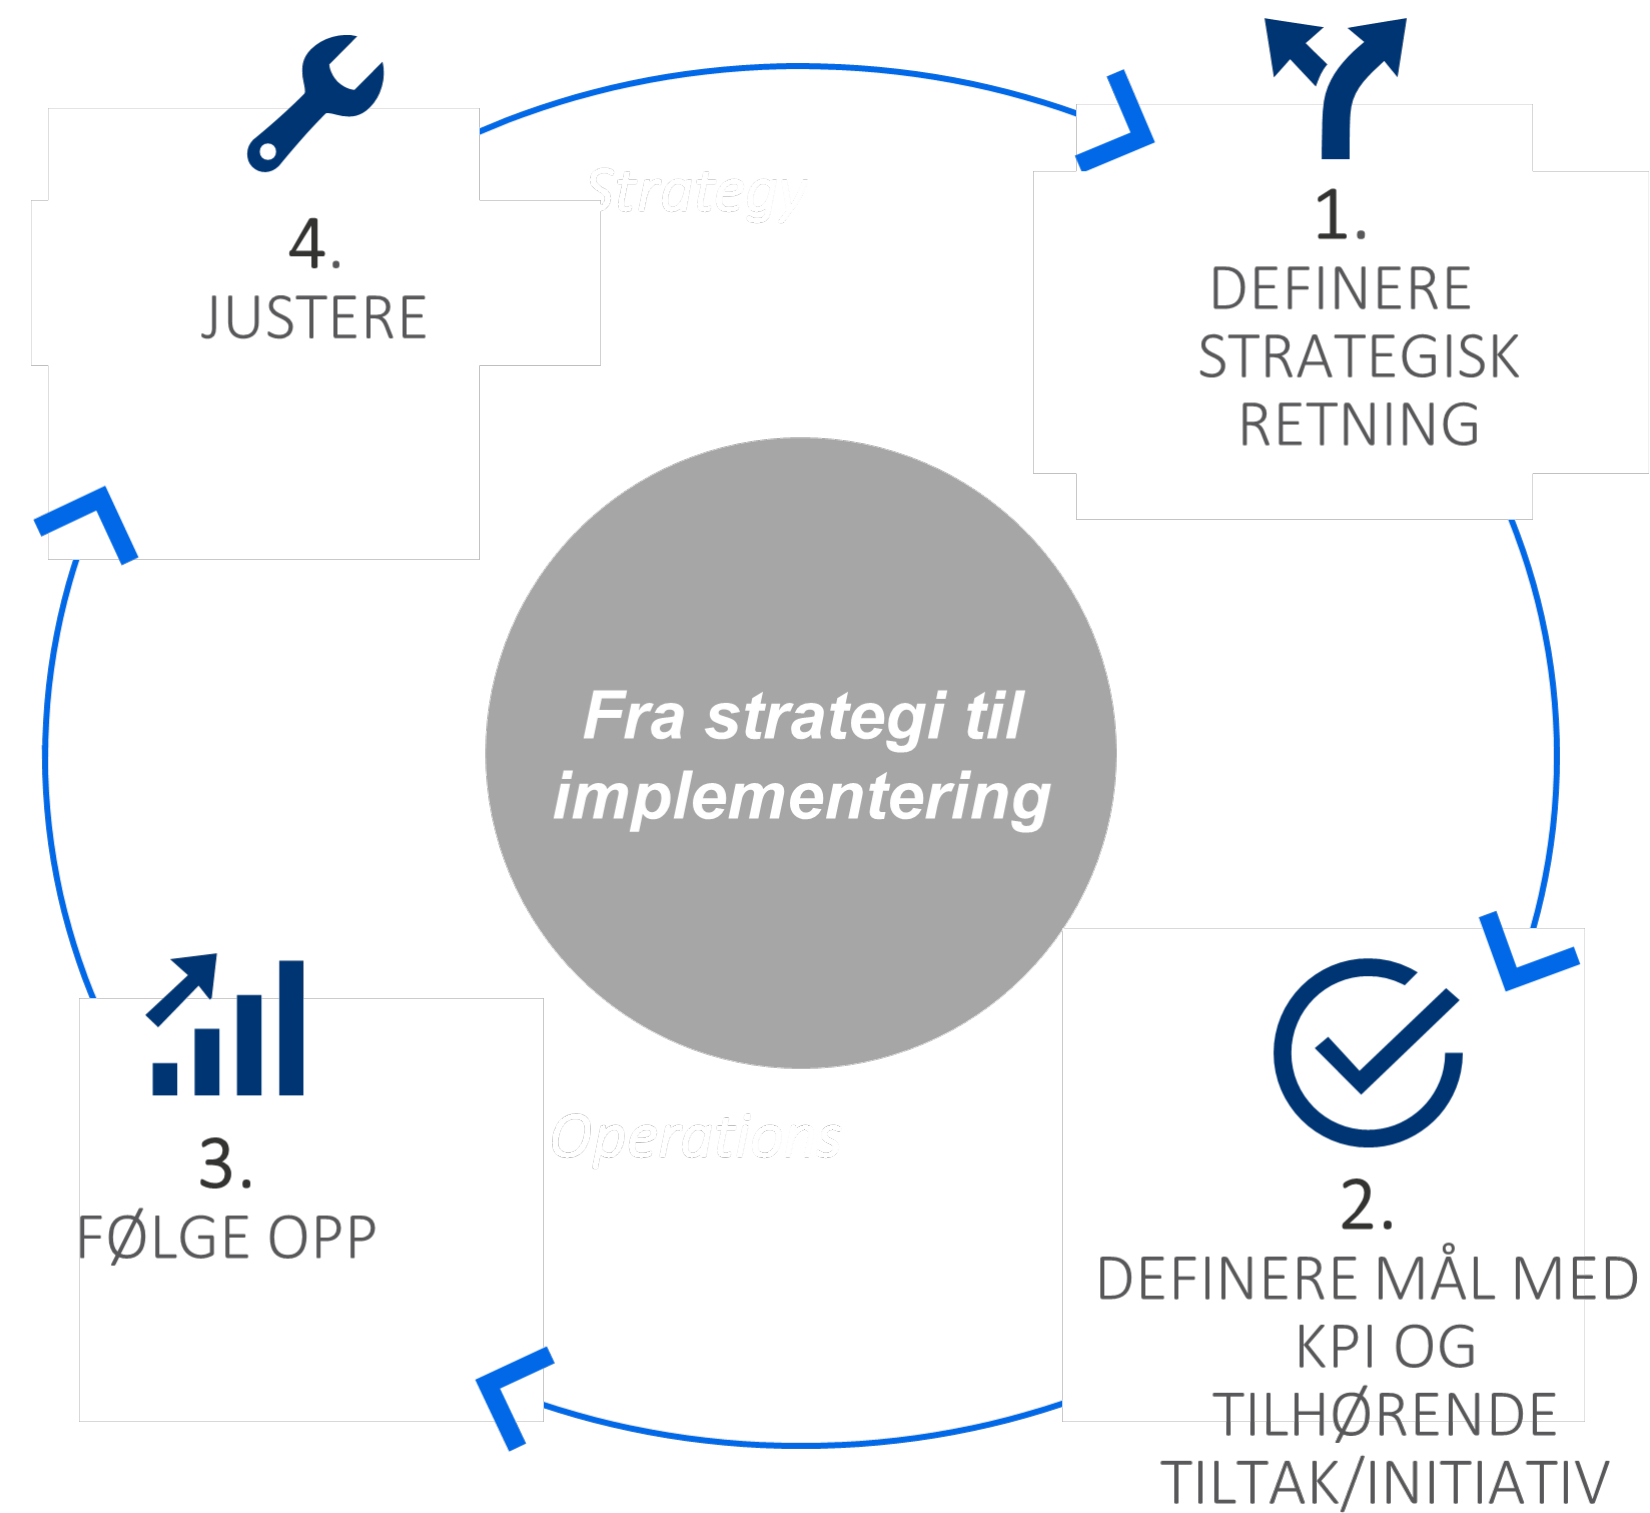 Strategy
4.
JUSTERE
1.
DEFINERE
STRATEGISK
RETNING
Fra strategi til
implementering
Operations
3.
FØLGE OPP
2.
DEFINERE MÅL MED
KPI OG
TILHØRENDE
TILTAK/INITIATIV